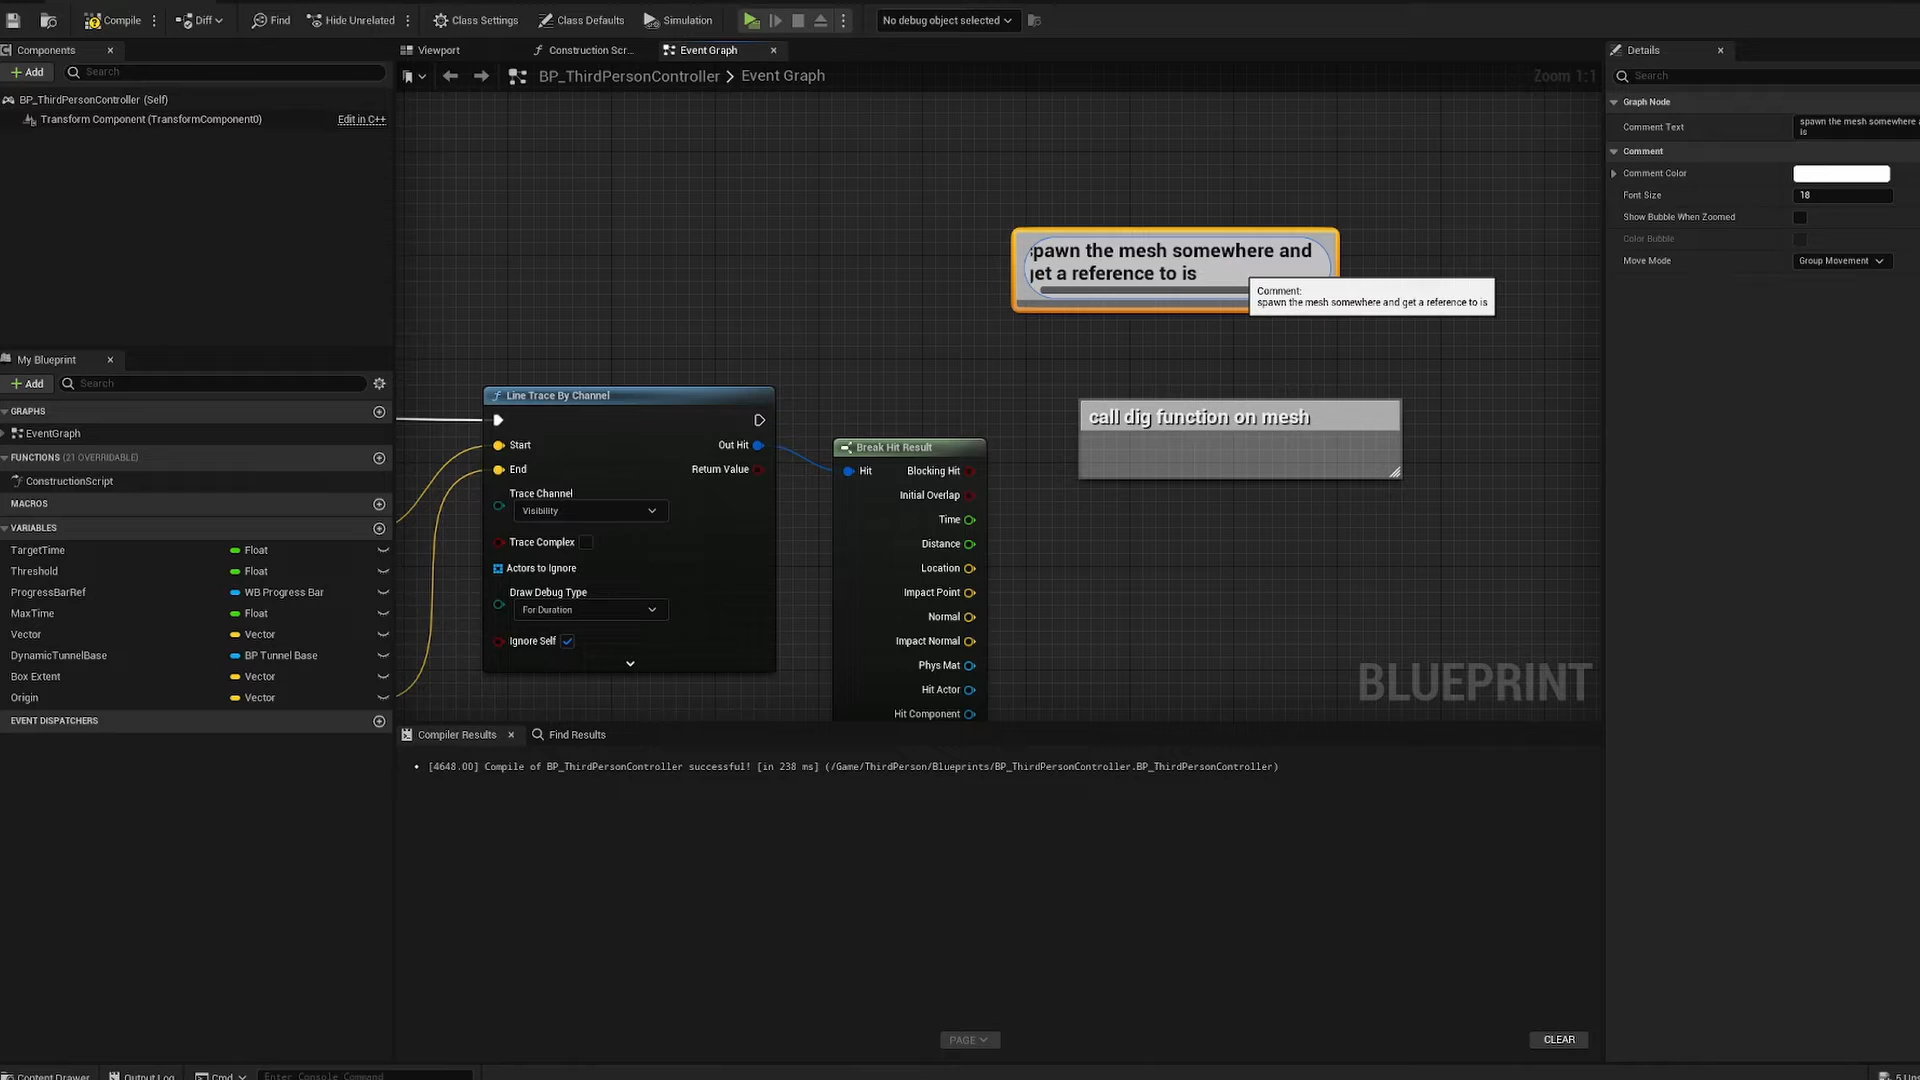 Compile
Diff
Find
Hide Unrelated
Class Settings
Class Defaults
Simulation
No debug object selected
Components
Viewport
Construction Scr...
Event Graph
Details
Add
Search
BP_ThirdPersonController > Event Graph
Zoom 1:1
Search
BP_ThirdPersonController (Self)
Transform Component (TransformComponent0)
Edit in C++
Graph Node
Comment Text
spawn the mesh somewhere a
is
Comment
Comment Color
Font Size
18
Show Bubble When Zoomed
Color Bubble
Move Mode
Group Movement
spawn the mesh somewhere and
get a reference to is
Comment:
spawn the mesh somewhere and get a reference to is
My Blueprint
Add
Search
GRAPHS
EventGraph
FUNCTIONS (21 OVERRIDABLE)
ConstructionScript
MACROS
VARIABLES
TargetTime Float
Threshold Float
ProgressBarRef WB Progress Bar
MaxTime Float
Vector Vector
DynamicTunnelBase BP Tunnel Base
Box Extent Vector
Origin Vector
EVENT DISPATCHERS
Line Trace By Channel
Start
Out Hit
End
Return Value
Trace Channel
Visibility
Trace Complex
Actors to Ignore
Draw Debug Type
For Duration
Ignore Self
Break Hit Result
Hit
Blocking Hit
Initial Overlap
Time
Distance
Location
Impact Point
Normal
Impact Normal
Phys Mat
Hit Actor
Hit Component
call dig function on mesh
BLUEPRINT
Compiler Results
Find Results
[4648.00] Compile of BP_ThirdPersonController successful! [in 238 ms] (/Game/ThirdPerson/Blueprints/BP_ThirdPersonController.BP_ThirdPersonController)
PAGE
CLEAR
Content Drawer
Output Log
Cmd
Enter Console Command